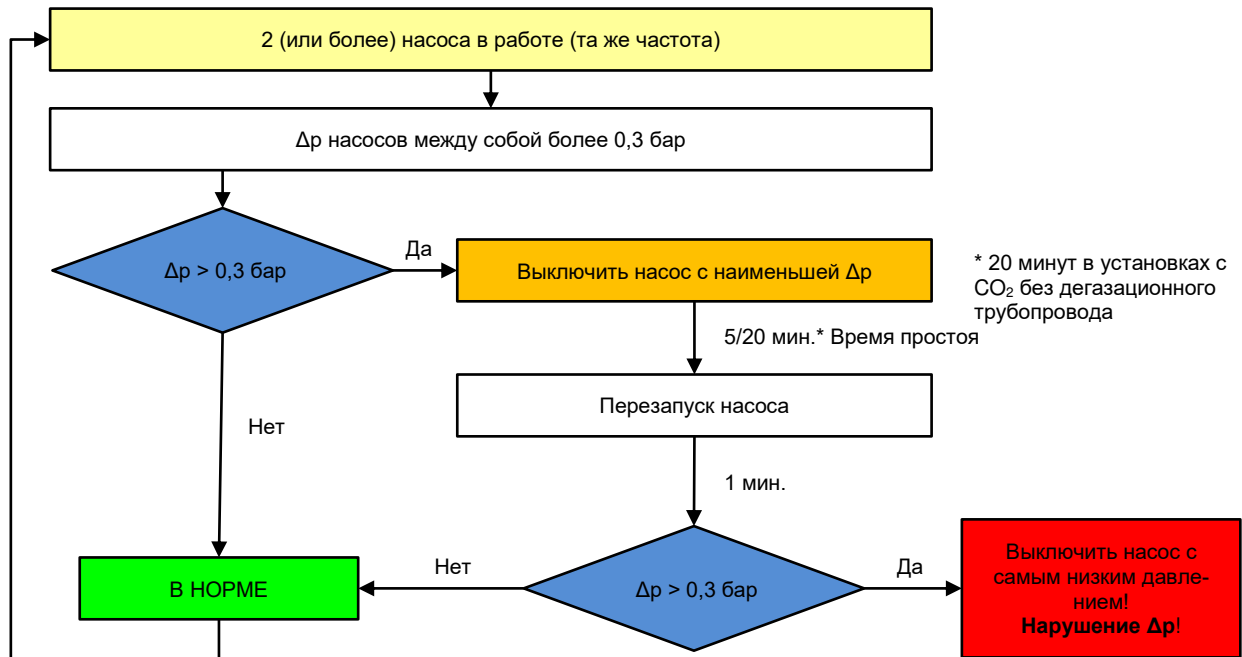 2 (или более) насоса в работе (та же частота)
Δp насосов между собой более 0,3 бар
Δp > 0,3 бар
Да
Выключить насос с наименьшей Δp
* 20 минут в установках с
CO₂ без дегазационного
трубопровода
5/20 мин.* Время простоя
Перезапуск насоса
Нет
1 мин.
В НОРМЕ
Нет
Δp > 0,3 бар
Да
Выключить насос с
самым низким давле-
нием!
Нарушение Δp!